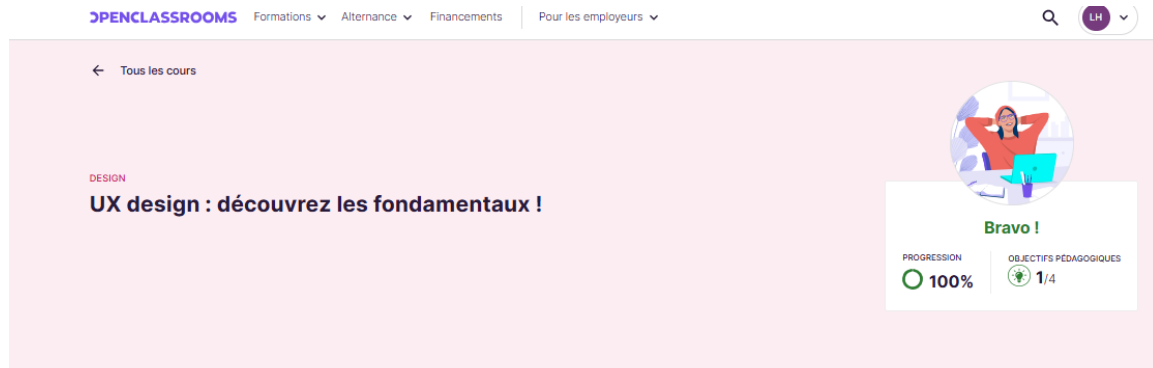 OPENCLASSROOMS Formations Alternance Financements Pour les employeurs LH
← Tous les cours
DESIGN
UX design : découvrez les fondamentaux !
Bravo !
PROGRESSION
100%
OBJECTIFS PÉDAGOGIQUES
1/4